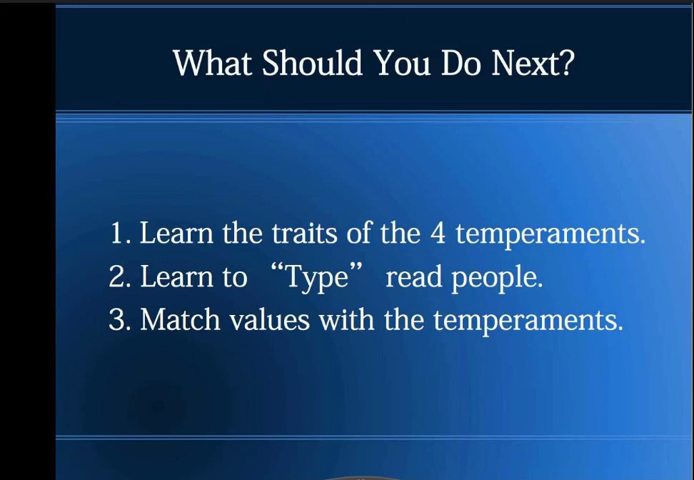 What Should You Do Next?
1. Learn the traits of the 4 temperaments.
2. Learn to “Type” read people.
3. Match values with the temperaments.